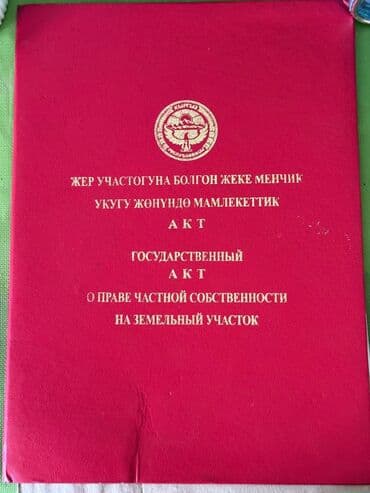 ЖЕР УЧАСТОГУНА БОЛГОН ЖЕКЕ МЕНЧИК
УКУГУ ЖӨНҮНДӨ МАМЛЕКЕТТИК
АКТ
ГОСУДАРСТВЕННЫЙ
АКТ
О ПРАВЕ ЧАСТНОЙ СОБСТВЕННОСТИ
НА ЗЕМЕЛЬНЫЙ УЧАСТОК